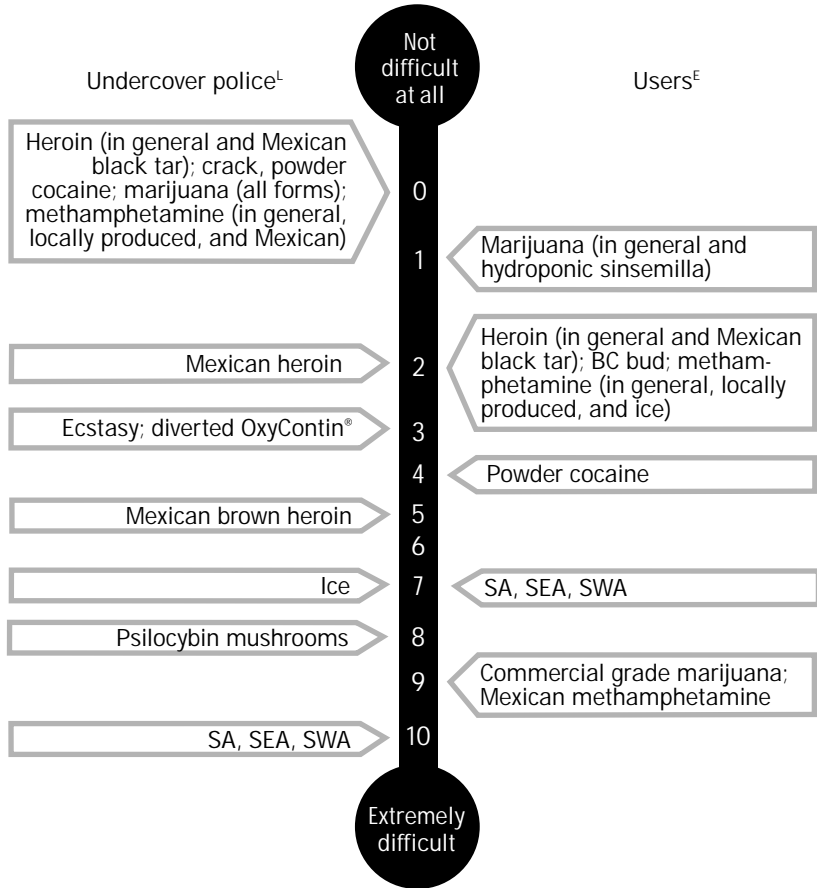 Not
difficult
at all
Undercover police^L
Users^E
Heroin (in general and Mexican
black tar); crack, powder
cocaine; marijuana (all forms);
methamphetamine (in general,
locally produced, and Mexican)
0
1
Marijuana (in general and
hydroponic sinsemilla)
Mexican heroin
2
Heroin (in general and Mexican
black tar); BC bud; metham-
phetamine (in general, locally
produced, and ice)
Ecstasy; diverted OxyContin®
3
4
Powder cocaine
Mexican brown heroin
5
6
Ice
7
SA, SEA, SWA
Psilocybin mushrooms
8
9
Commercial grade marijuana;
Mexican methamphetamine
SA, SEA, SWA
10
Extremely
difficult